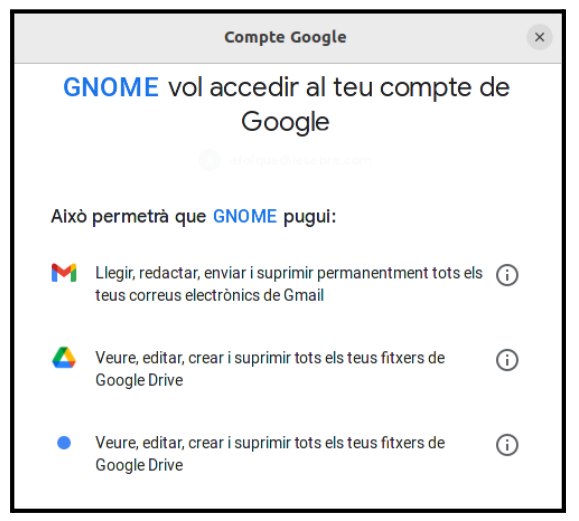 Compte Google
GNOME vol accedir al teu compte de
Google
Això permetrà que GNOME pugui:
Llegir, redactar, enviar i suprimir permanentment tots els
teus correus electrònics de Gmail
Veure, editar, crear i suprimir tots els teus fitxers de
Google Drive
Veure, editar, crear i suprimir tots els teus fitxers de
Google Drive